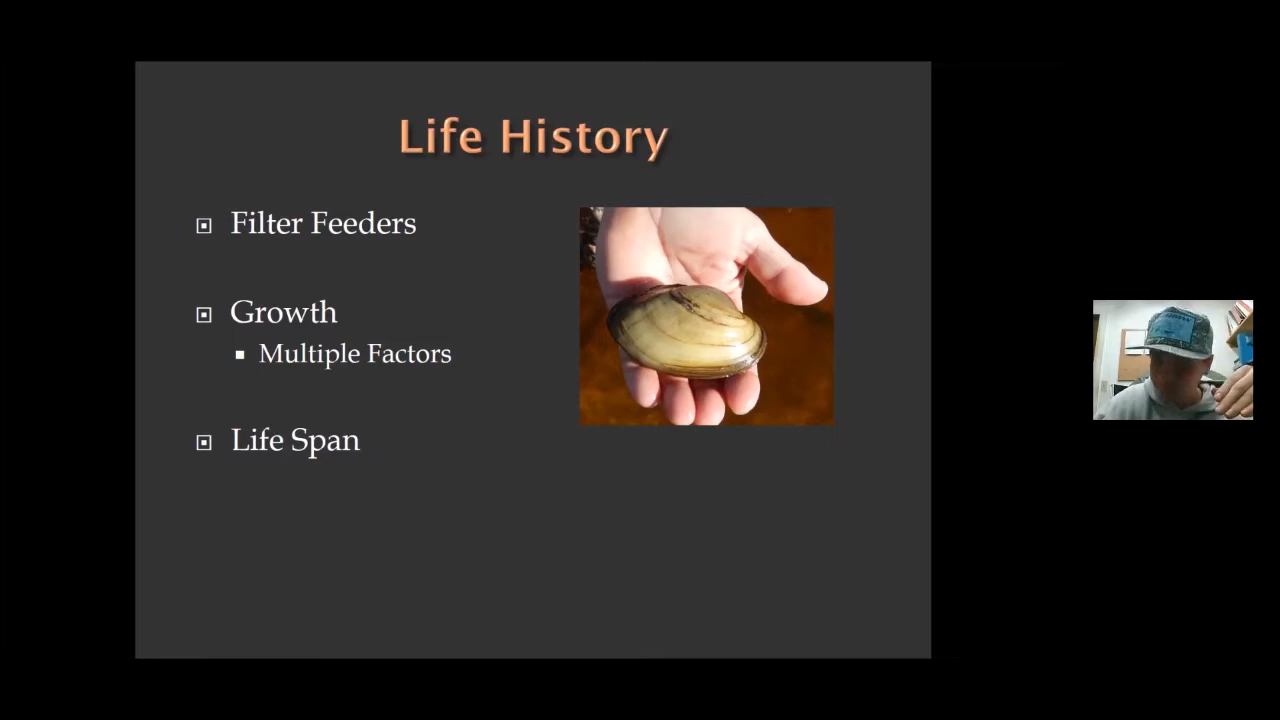 Life History
Filter Feeders
Growth
Multiple Factors
Life Span